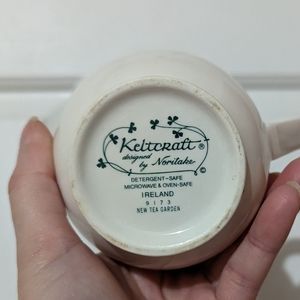 Keltcraft ®
designed
by Noritake
©
DETERGENT-SAFE
MICROWAVE & OVEN-SAFE
IRELAND
9173
NEW TEA GARDEN